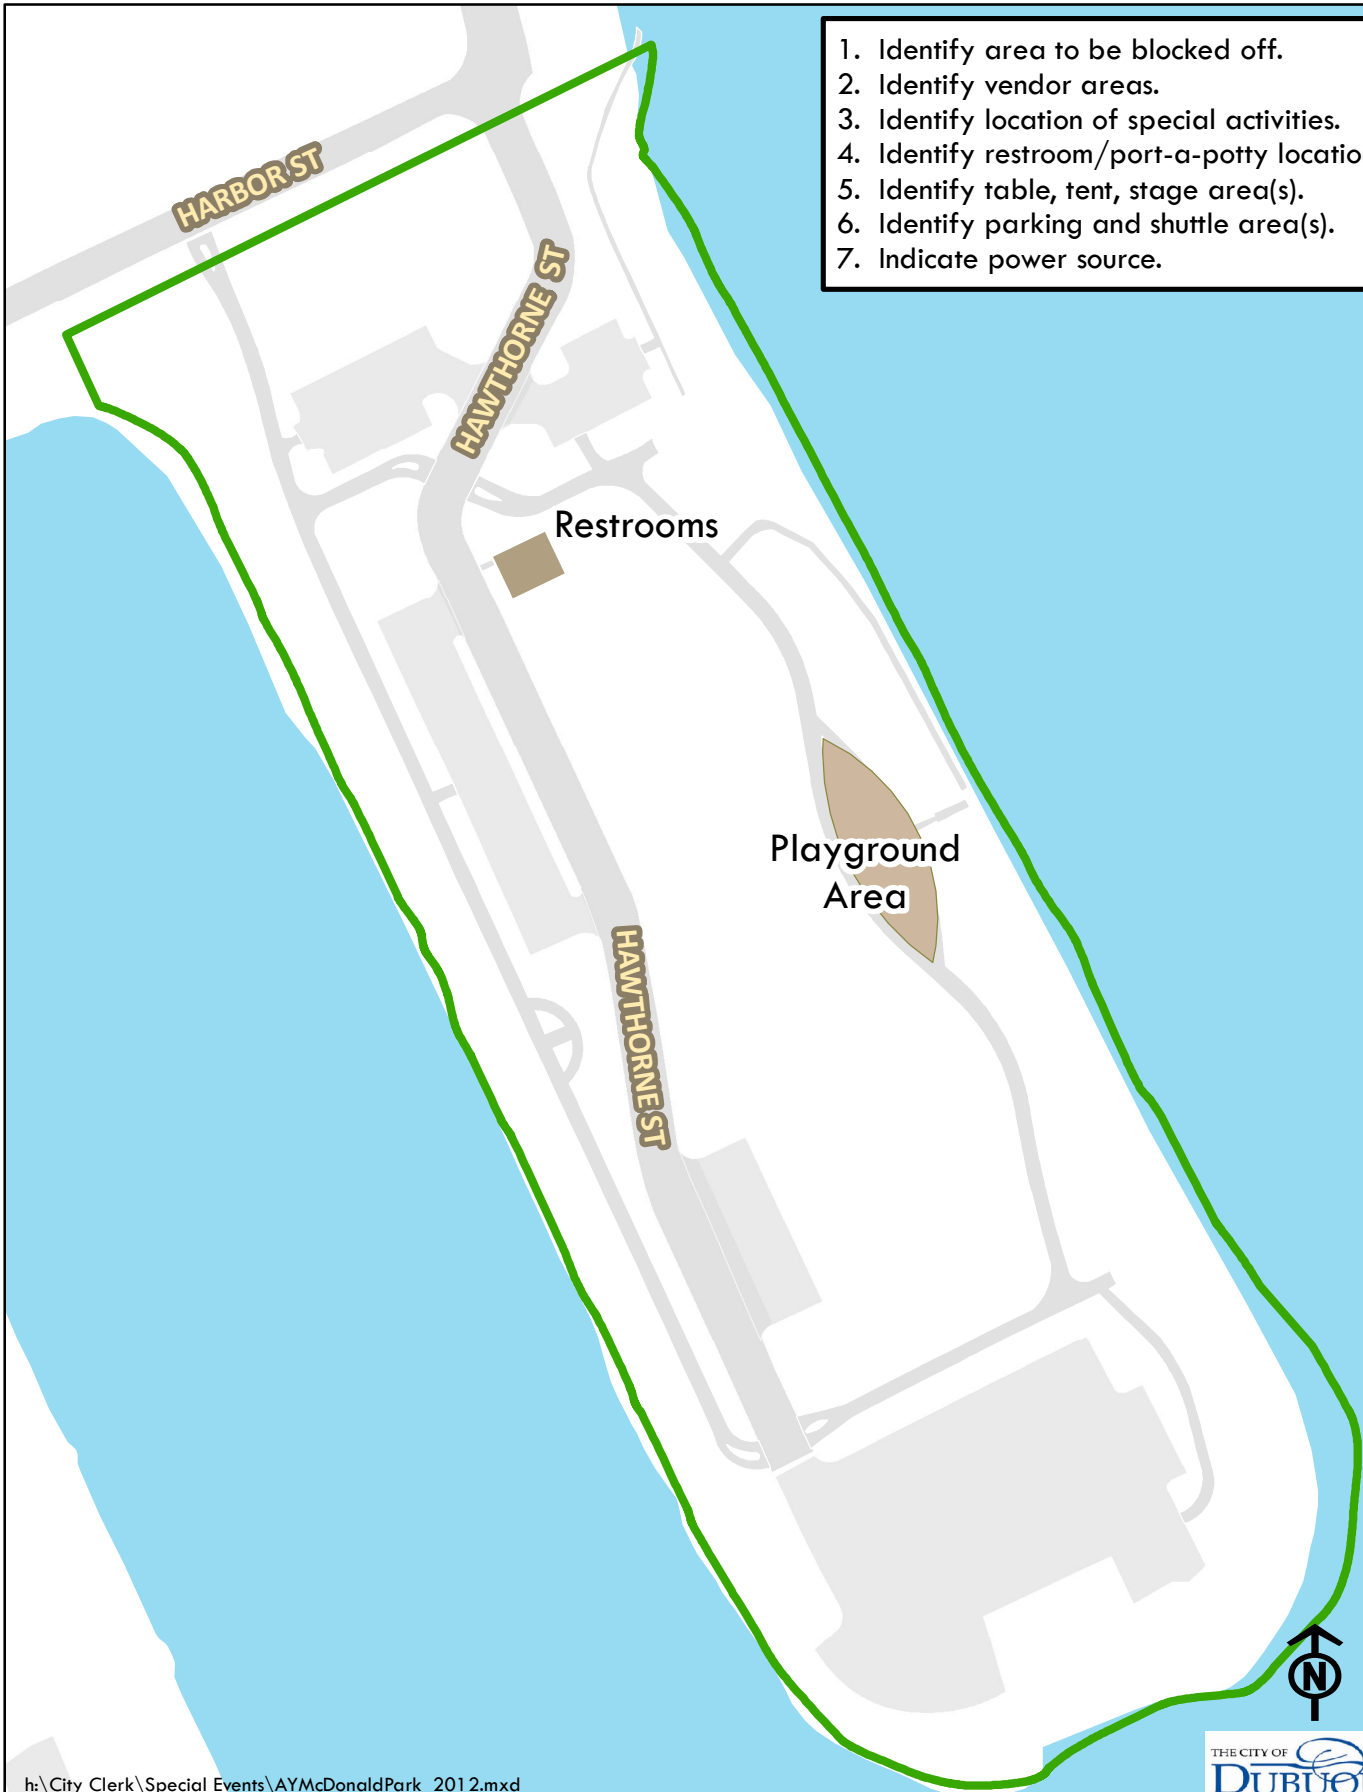 1. Identify area to be blocked off.
2. Identify vendor areas.
3. Identify location of special activities.
4. Identify restroom/port-a-potty locatio
5. Identify table, tent, stage area(s).
6. Identify parking and shuttle area(s).
7. Indicate power source.
HARBOR ST
HAWTHORNE ST
Restrooms
Playground
Area
HAWTHORNE ST
N
THE CITY OF
DUBUQ
h:\City Clerk\Special Events\AYMcDonaldPark_2012.mxd